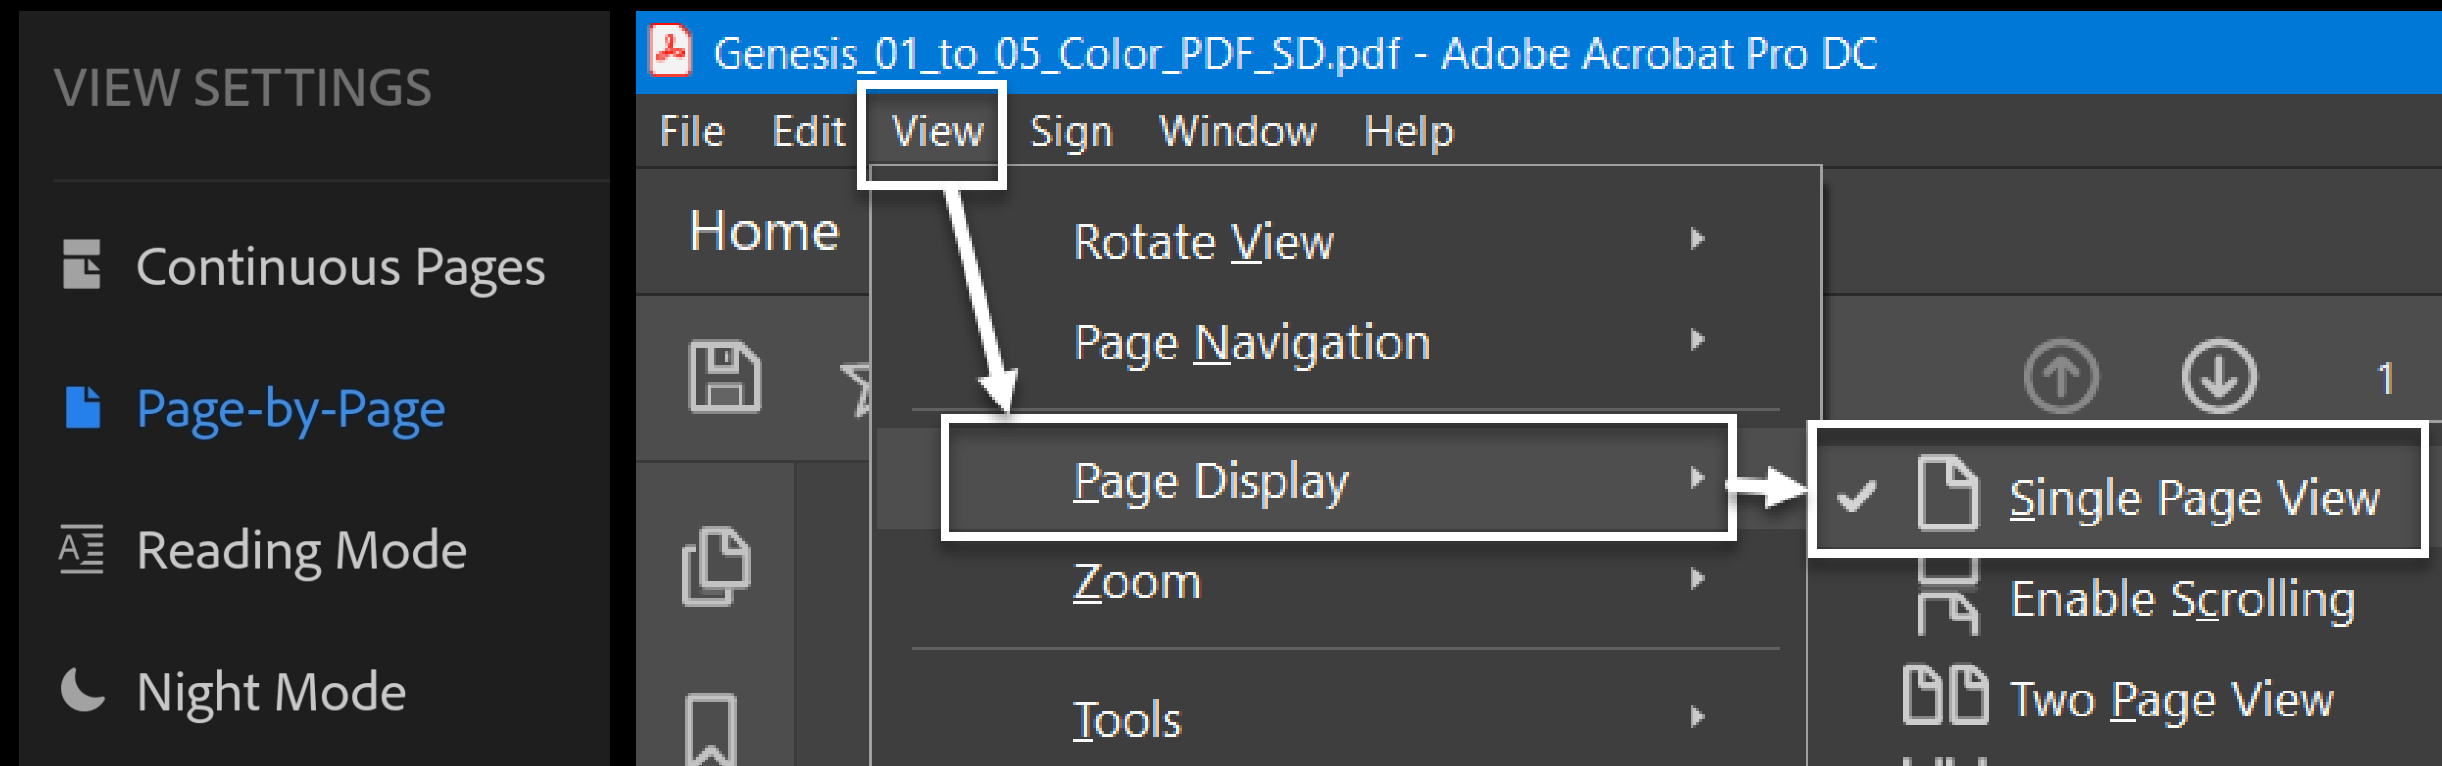 VIEW SETTINGS
Continuous Pages
Page-by-Page
Reading Mode
Night Mode
Genesis_01_to_05_Color_PDF_SD.pdf - Adobe Acrobat Pro DC
File Edit View Sign Window Help
Home
Rotate View
Page Navigation
1
Page Display
Single Page View
Zoom
Enable Scrolling
Two Page View
Tools